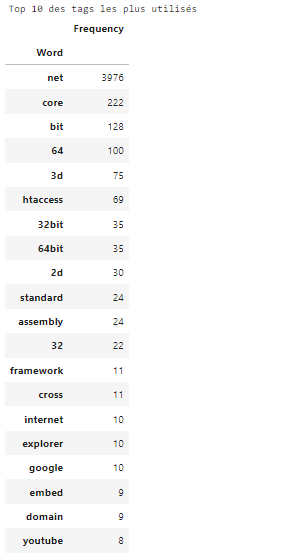 Top 10 des tags les plus utilisés
Frequency
Word
net 3976
core 222
bit 128
64 100
3d 75
htaccess 69
32bit 35
64bit 35
2d 30
standard 24
assembly 24
32 22
framework 11
cross 11
internet 10
explorer 10
google 10
embed 9
domain 9
youtube 8